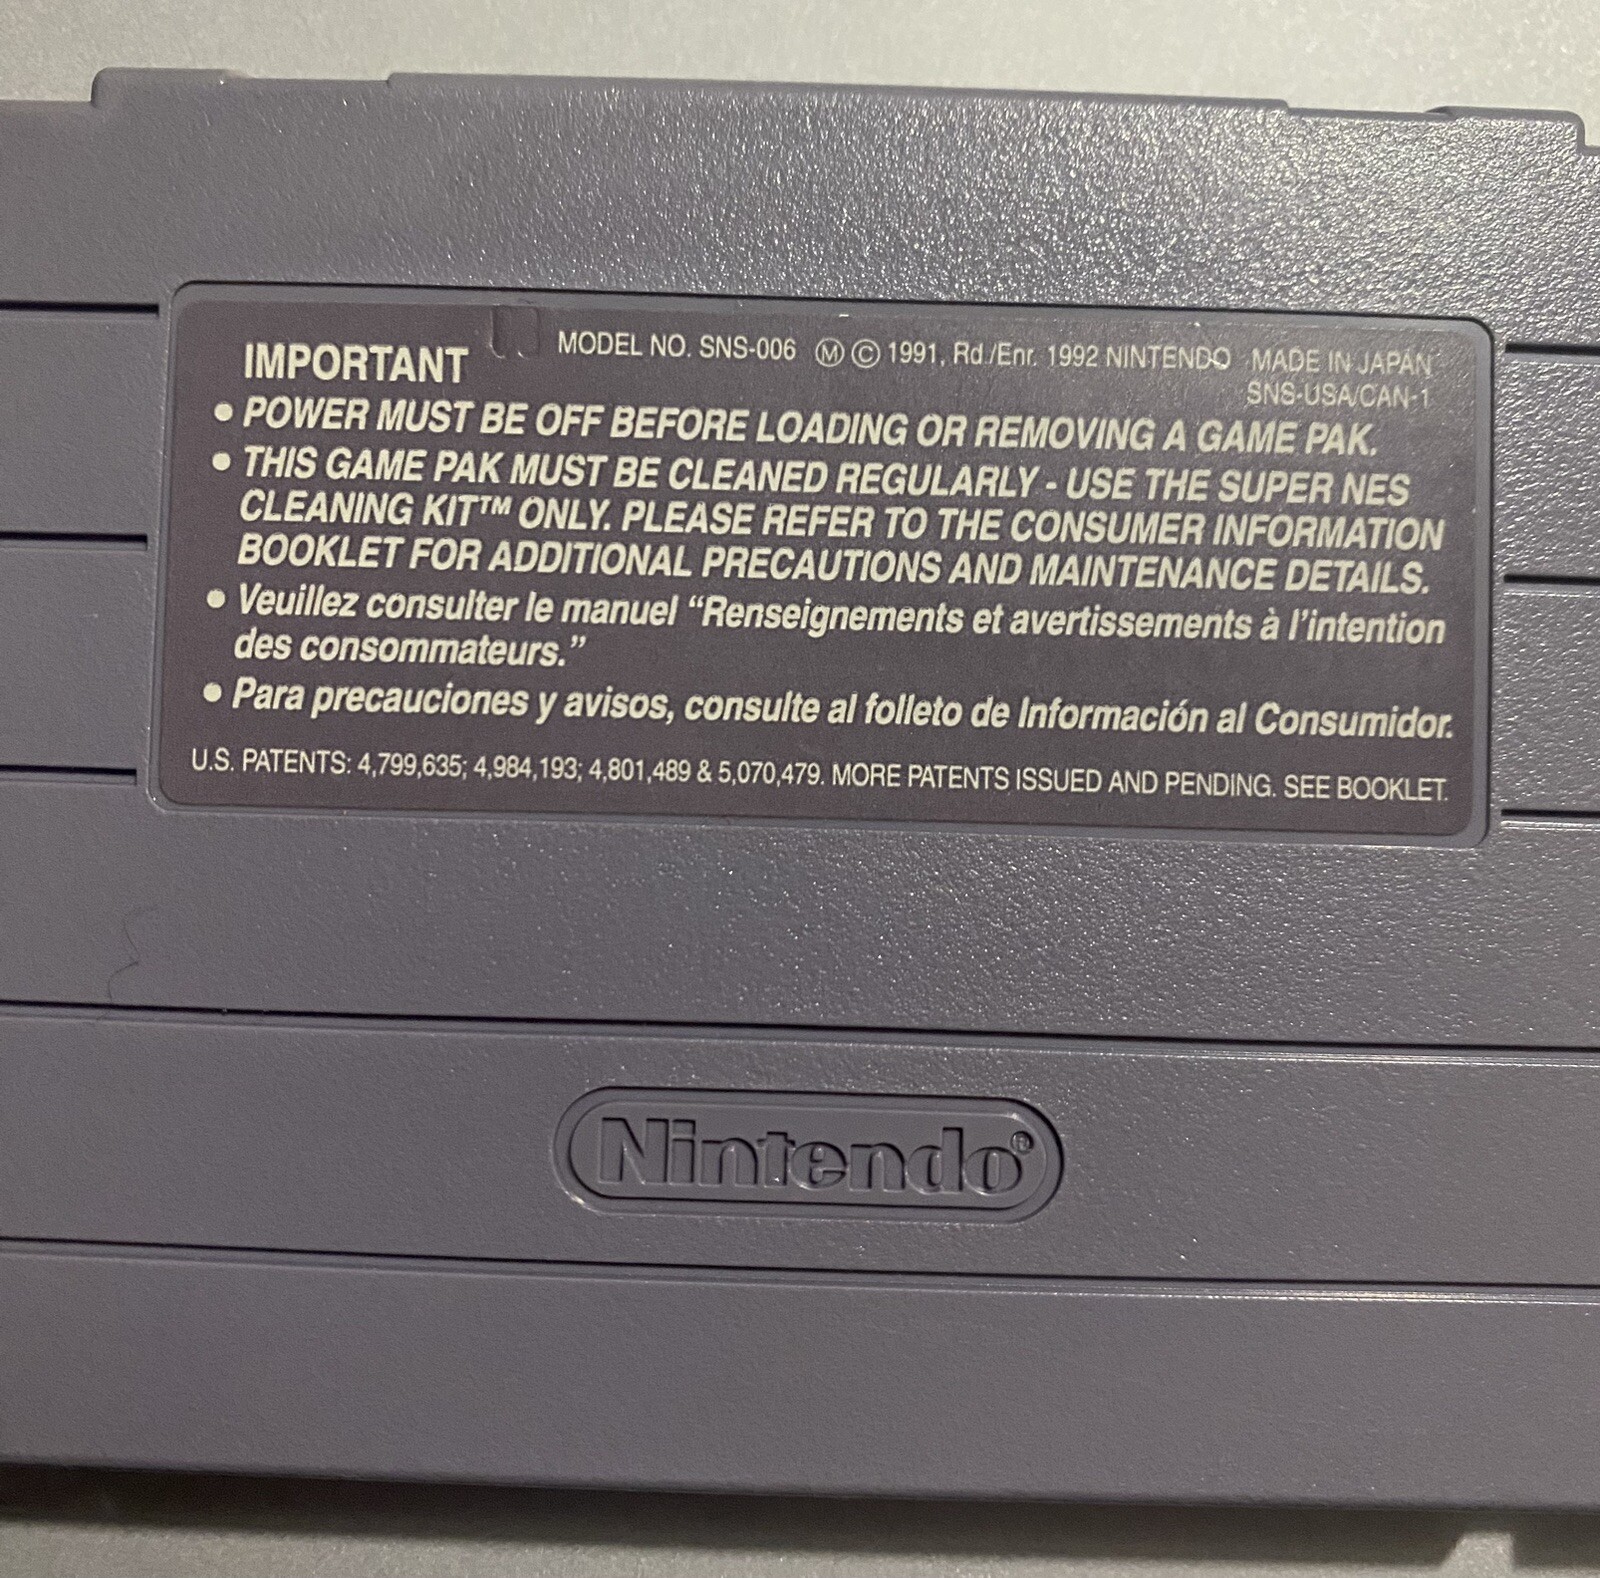 IMPORTANT MODEL NO. SNS-006 Ⓜ © 1991, Rd./Enr. 1992 NINTENDO MADE IN JAPAN
SNS-USA/CAN-1
• POWER MUST BE OFF BEFORE LOADING OR REMOVING A GAME PAK.
• THIS GAME PAK MUST BE CLEANED REGULARLY - USE THE SUPER NES
CLEANING KIT™ ONLY. PLEASE REFER TO THE CONSUMER INFORMATION
BOOKLET FOR ADDITIONAL PRECAUTIONS AND MAINTENANCE DETAILS.
• Veuillez consulter le manuel “Renseignements et avertissements à l’intention
des consommateurs.”
• Para precauciones y avisos, consulte al folleto de Información al Consumidor.
U.S. PATENTS: 4,799,635; 4,984,193; 4,801,489 & 5,070,479. MORE PATENTS ISSUED AND PENDING. SEE BOOKLET.
Nintendo®